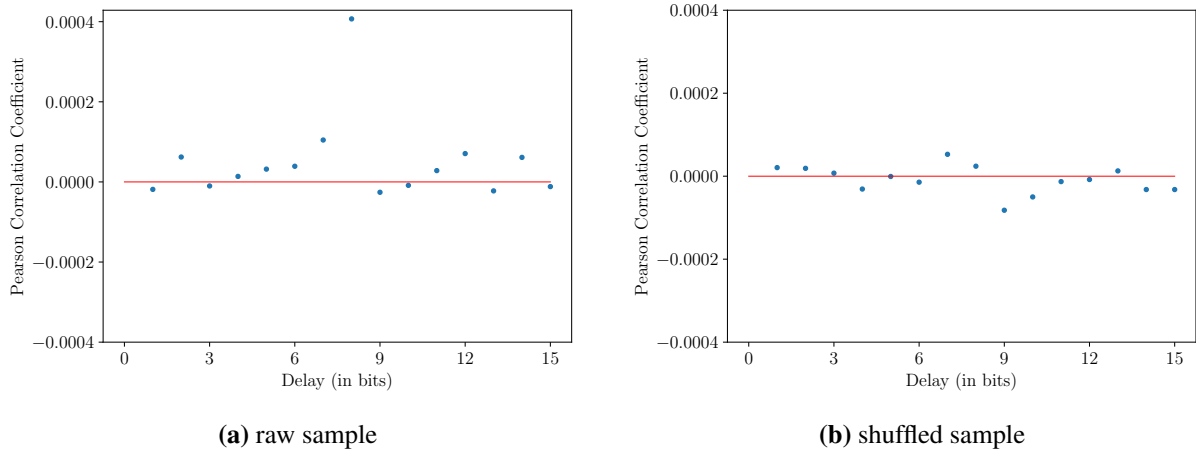 0.0004
0.0002
0.0000
−0.0002
−0.0004
Pearson Correlation Coefficient
0 3 6 9 12 15
Delay (in bits)
(a) raw sample
0.0004
0.0002
0.0000
−0.0002
−0.0004
Pearson Correlation Coefficient
0 3 6 9 12 15
Delay (in bits)
(b) shuffled sample